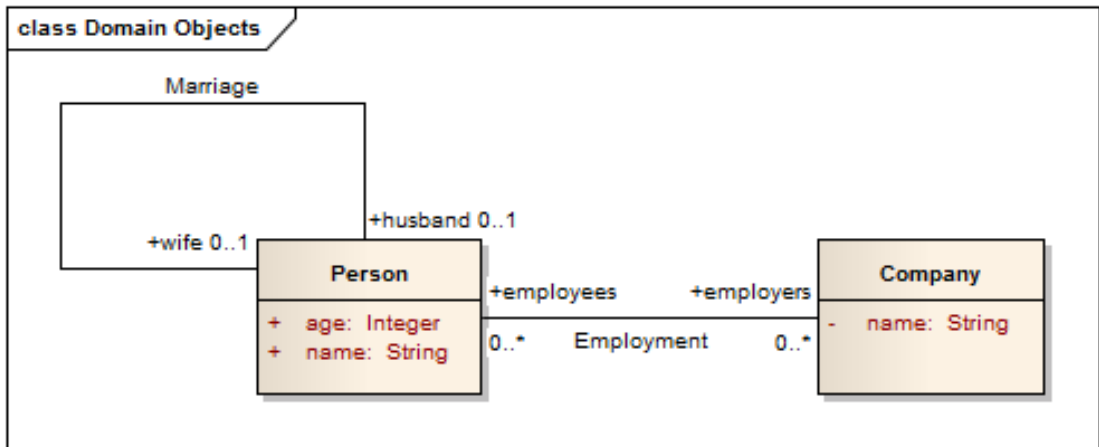 class Domain Objects
Marriage
+husband 0..1
+wife 0..1
Person
+ age: Integer
+ name: String
+employees
+employers
0..*
Employment
0..*
Company
- name: String